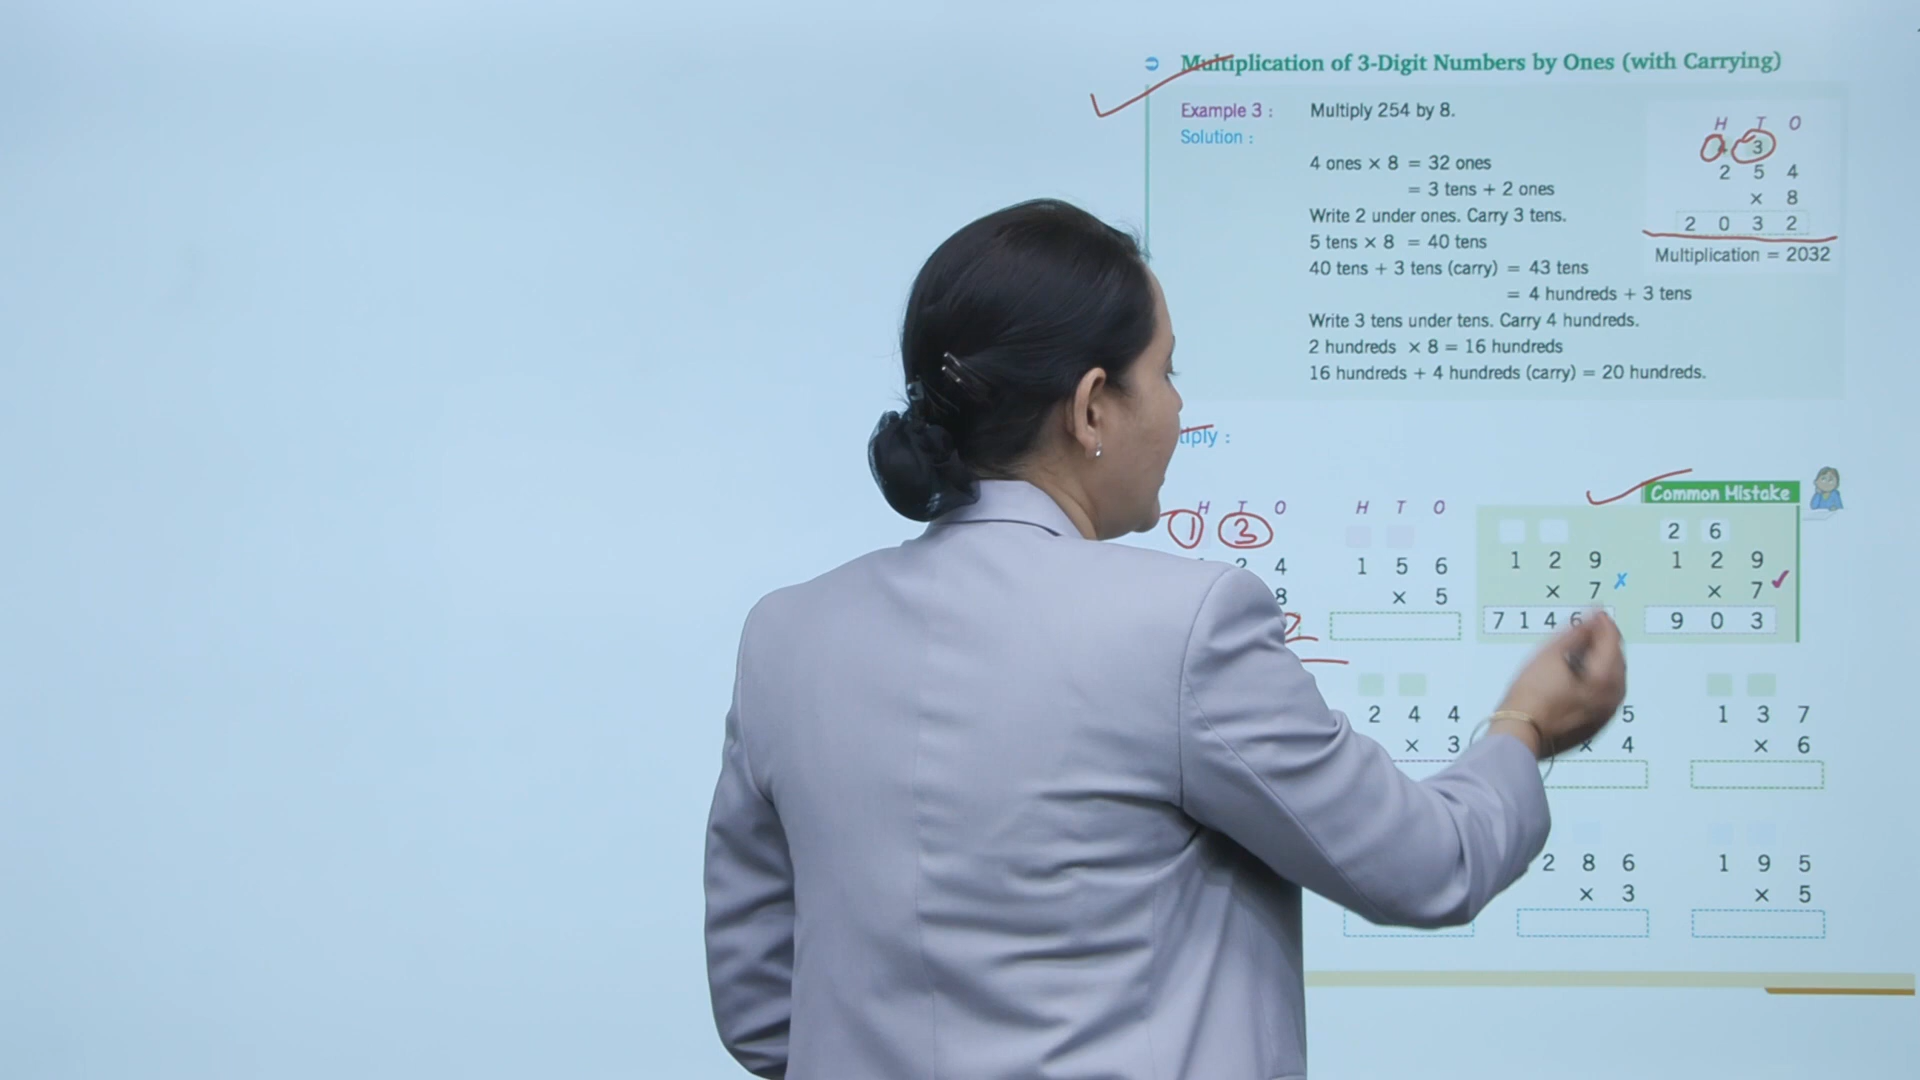 Multiplication of 3-Digit Numbers by Ones (with Carrying)
Example 3 : Multiply 254 by 8.
Solution :
4 ones × 8 = 32 ones
= 3 tens + 2 ones
Write 2 under ones. Carry 3 tens.
5 tens × 8 = 40 tens
40 tens + 3 tens (carry) = 43 tens
= 4 hundreds + 3 tens
Write 3 tens under tens. Carry 4 hundreds.
2 hundreds × 8 = 16 hundreds
16 hundreds + 4 hundreds (carry) = 20 hundreds.
H T O
3
2 5 4
× 8
2 0 3 2
Multiplication = 2032
H T O
1 3
2 4
8
2
H T O
1 5 6
× 5
1 2 9
× 7 ✗
7 1 4 6
Common Mistake
2 6
1 2 9
× 7 ✓
9 0 3
2 4 4
× 3
5
× 4
1 3 7
× 6
2 8 6
× 3
1 9 5
× 5